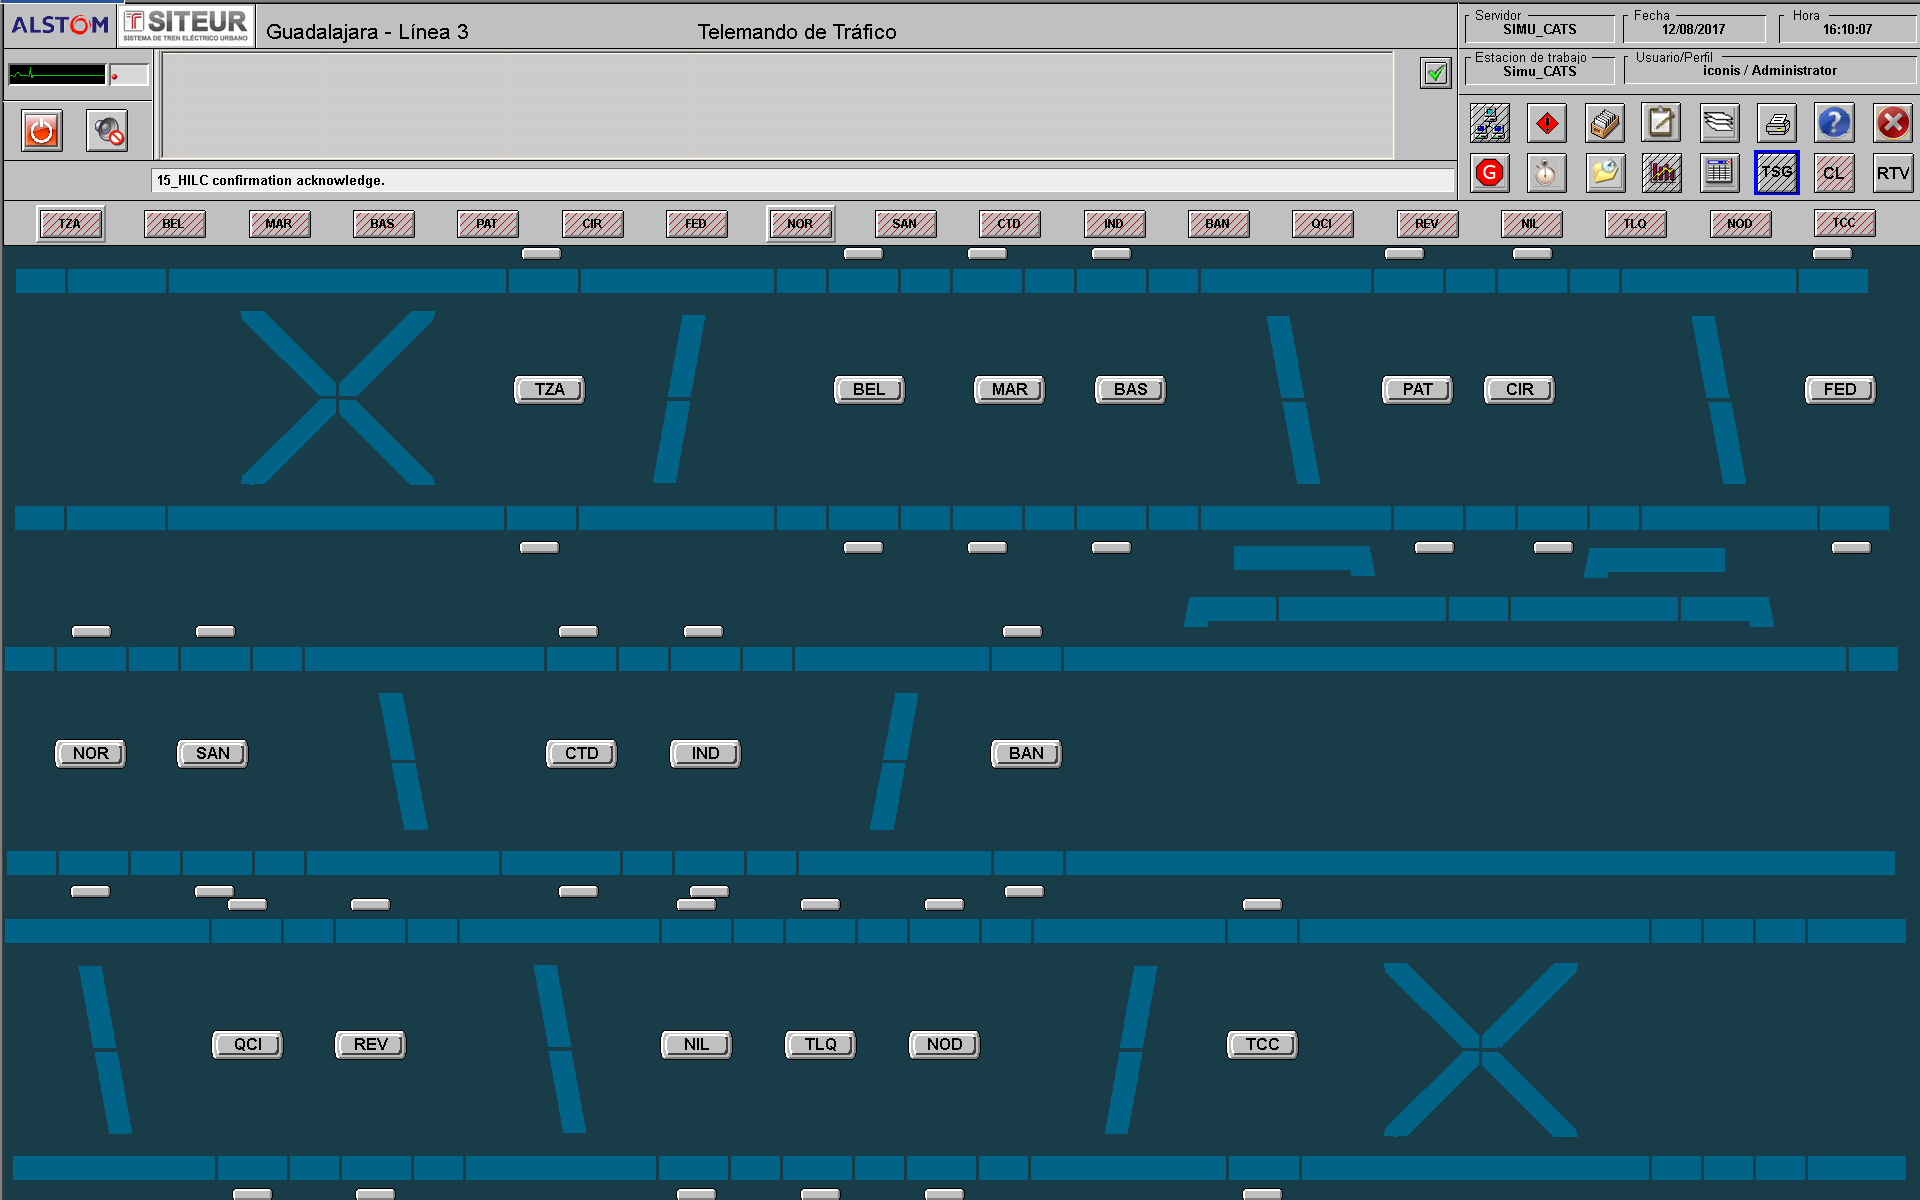 ALSTOM
SITEUR
SISTEMA DE TREN ELÉCTRICO URBANO
Guadalajara - Línea 3
Telemando de Tráfico
Servidor
SIMU_CATS
Fecha
12/08/2017
Hora
16:10:07
Estacion de trabajo
Simu_CATS
Usuario/Perfil
iconis / Administrator
15_HILC confirmation acknowledge.
G
TSG
CL
RTV
TZA BEL MAR BAS PAT CIR FED NOR SAN CTD IND BAN QCI REV NIL TLQ NOD TCC
TZA BEL MAR BAS PAT CIR FED
NOR SAN CTD IND BAN
QCI REV NIL TLQ NOD TCC